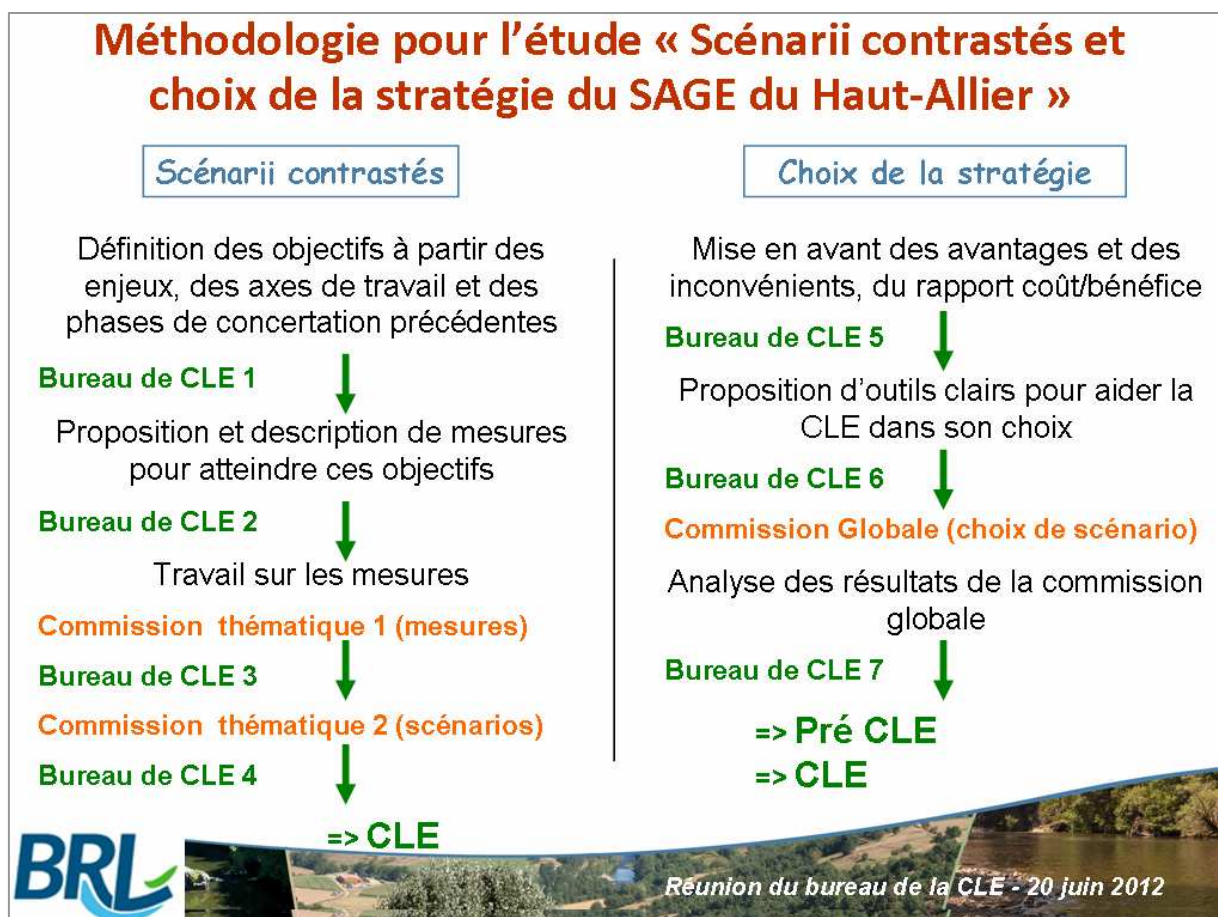 Méthodologie pour l’étude « Scénarii contrastés et
choix de la stratégie du SAGE du Haut-Allier »
Scénarii contrastés
Définition des objectifs à partir des
enjeux, des axes de travail et des
phases de concertation précédentes
Bureau de CLE 1
Proposition et description de mesures
pour atteindre ces objectifs
Bureau de CLE 2
Travail sur les mesures
Commission thématique 1 (mesures)
Bureau de CLE 3
Commission thématique 2 (scénarios)
Bureau de CLE 4
=> CLE
Choix de la stratégie
Mise en avant des avantages et des
inconvénients, du rapport coût/bénéfice
Bureau de CLE 5
Proposition d’outils clairs pour aider la
CLE dans son choix
Bureau de CLE 6
Commission Globale (choix de scénario)
Analyse des résultats de la commission
globale
Bureau de CLE 7
=> Pré CLE
=> CLE
BRL
Réunion du bureau de la CLE - 20 juin 2012